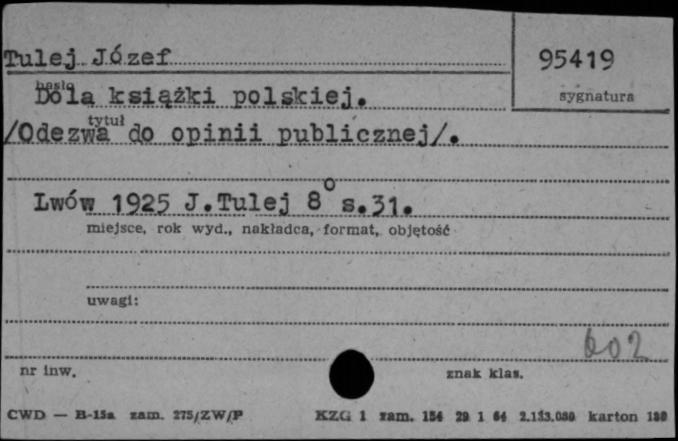 Tulej Józef
95419
hasło
sygnatura
Dola książki polskiej.
tytuł
/Odezwa do opinii publicznej/.
Lwów 1925 J.Tulej 8° s.31.
miejsce, rok wyd., nakładca, format, objętość
uwagi:
602
nr inw.
znak klas.
CWD — B-15a zam. 275/ZW/P
KZG 1 zam. 154 29 1 64 2.133.080 karton